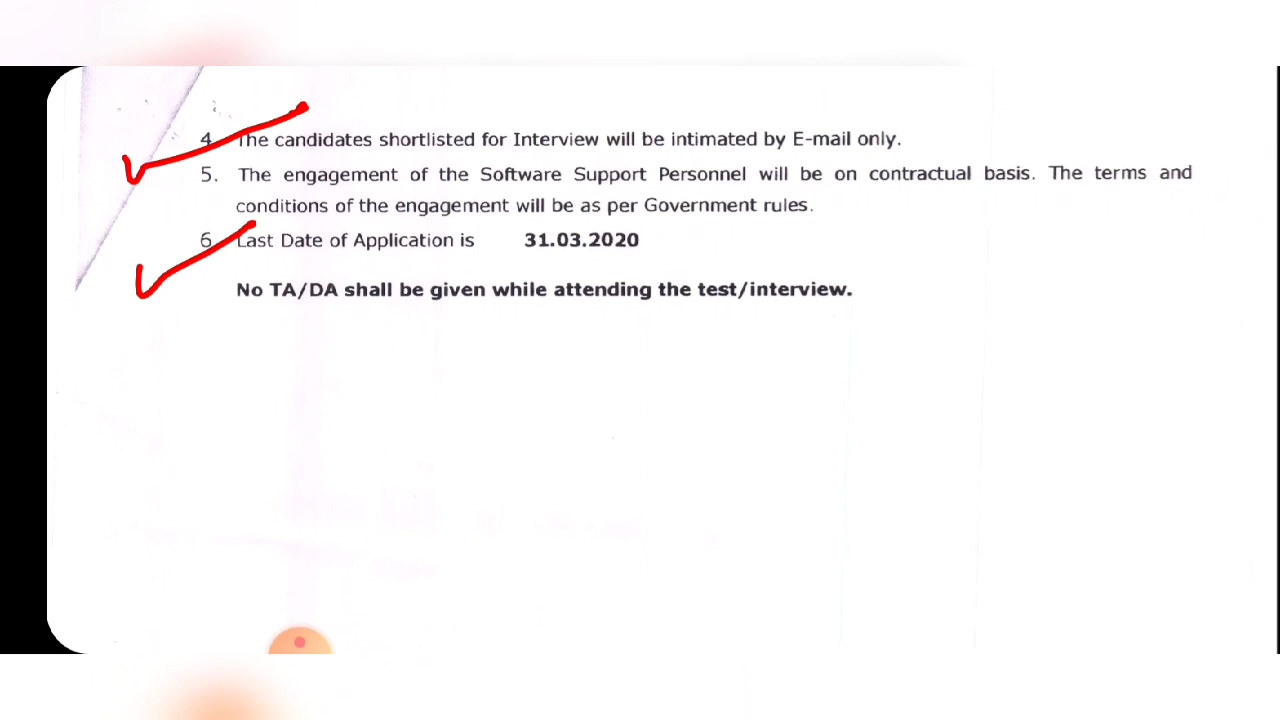 4. The candidates shortlisted for Interview will be intimated by E-mail only.
5. The engagement of the Software Support Personnel will be on contractual basis. The terms and
conditions of the engagement will be as per Government rules.
6. Last Date of Application is 31.03.2020
No TA/DA shall be given while attending the test/interview.